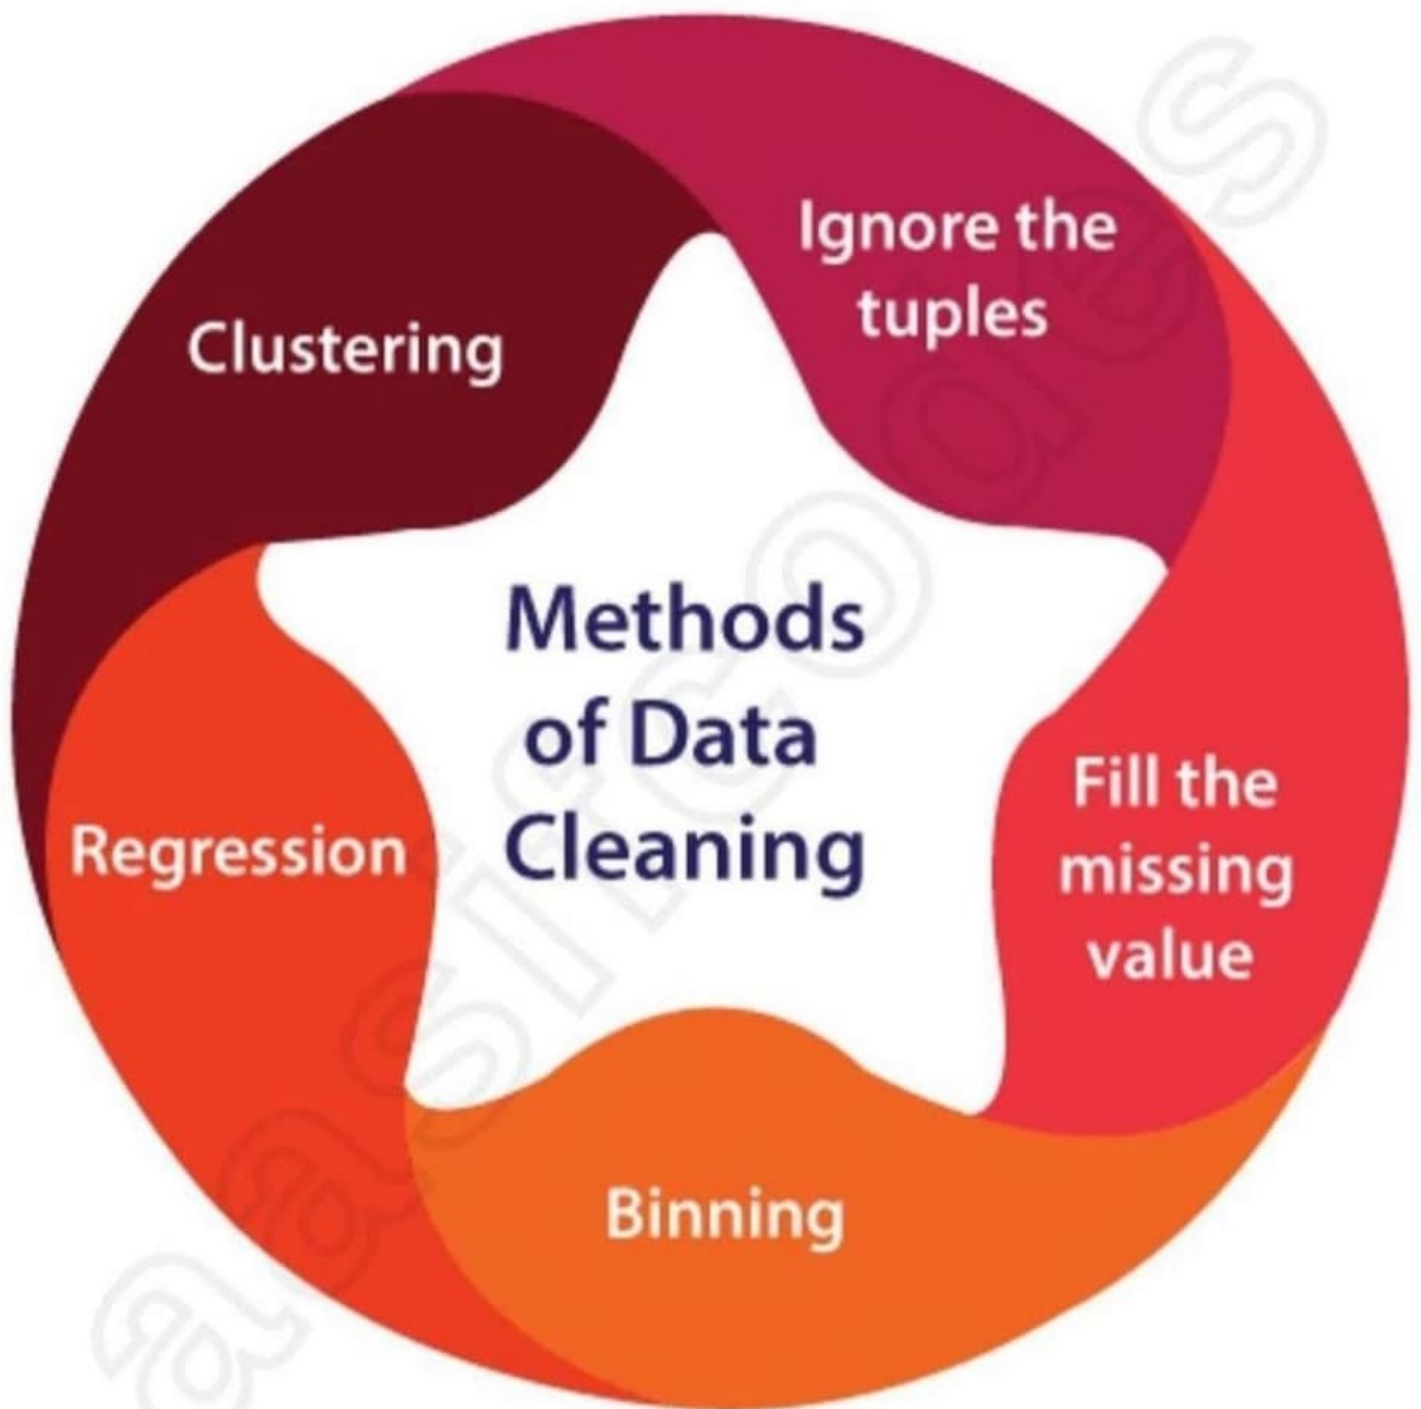 Methods
of Data
Cleaning
Ignore the
tuples
Fill the
missing
value
Binning
Regression
Clustering